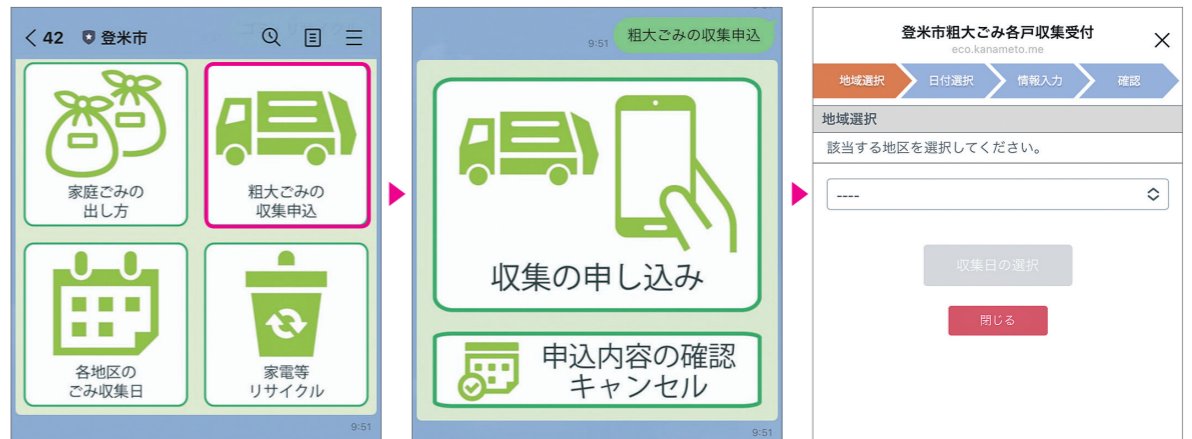 42 登米市
家庭ごみの
出し方
粗大ごみの
収集申込
各地区の
ごみ収集日
家電等
リサイクル
9:51
9:51 粗大ごみの収集申込
収集の申し込み
申込内容の確認
キャンセル
9:51
登米市粗大ごみ各戸収集受付
eco.kanameto.me
地域選択 日付選択 情報入力 確認
地域選択
該当する地区を選択してください。
----
収集日の選択
閉じる